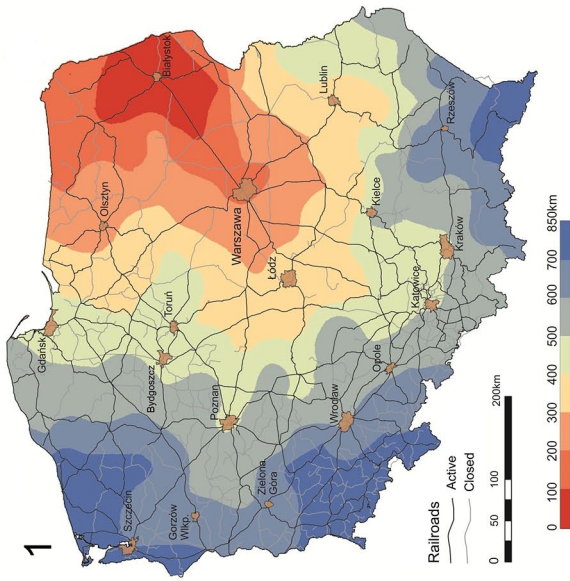 1
Gdańsk
Olsztyn
Szczecin
Bydgoszcz
Białystok
Toruń
Gorzów
Wlkp.
Poznań
Warszawa
Zielona
Góra
Łódź
Lublin
Wrocław
Kielce
Opole
Katowice
Rzeszów
Kraków
Railroads
Active
Closed
0 50 100 200km
0 100 200 300 400 500 600 700 850km